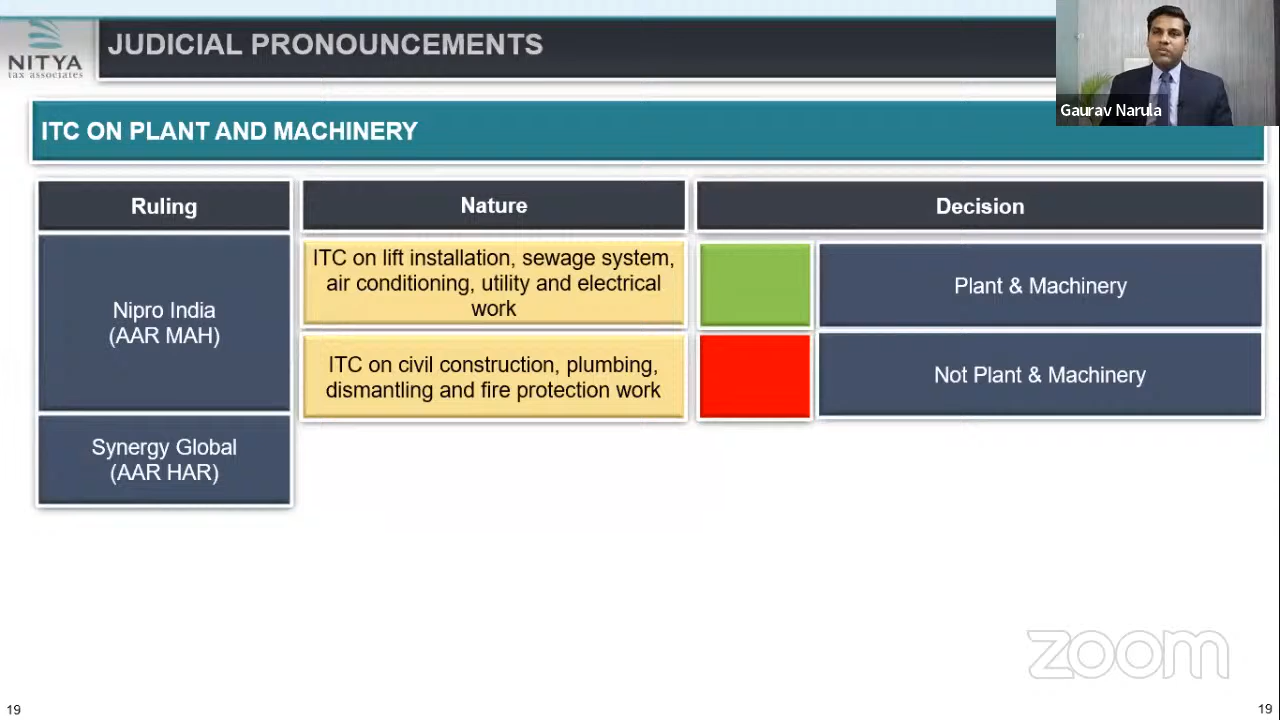 NITYA
tax associates
JUDICIAL PRONOUNCEMENTS
Gaurav Narula
ITC ON PLANT AND MACHINERY
Ruling
Nature
Decision
Nipro India
(AAR MAH)
ITC on lift installation, sewage system,
air conditioning, utility and electrical
work
Plant & Machinery
ITC on civil construction, plumbing,
dismantling and fire protection work
Not Plant & Machinery
Synergy Global
(AAR HAR)
zoom
19
19